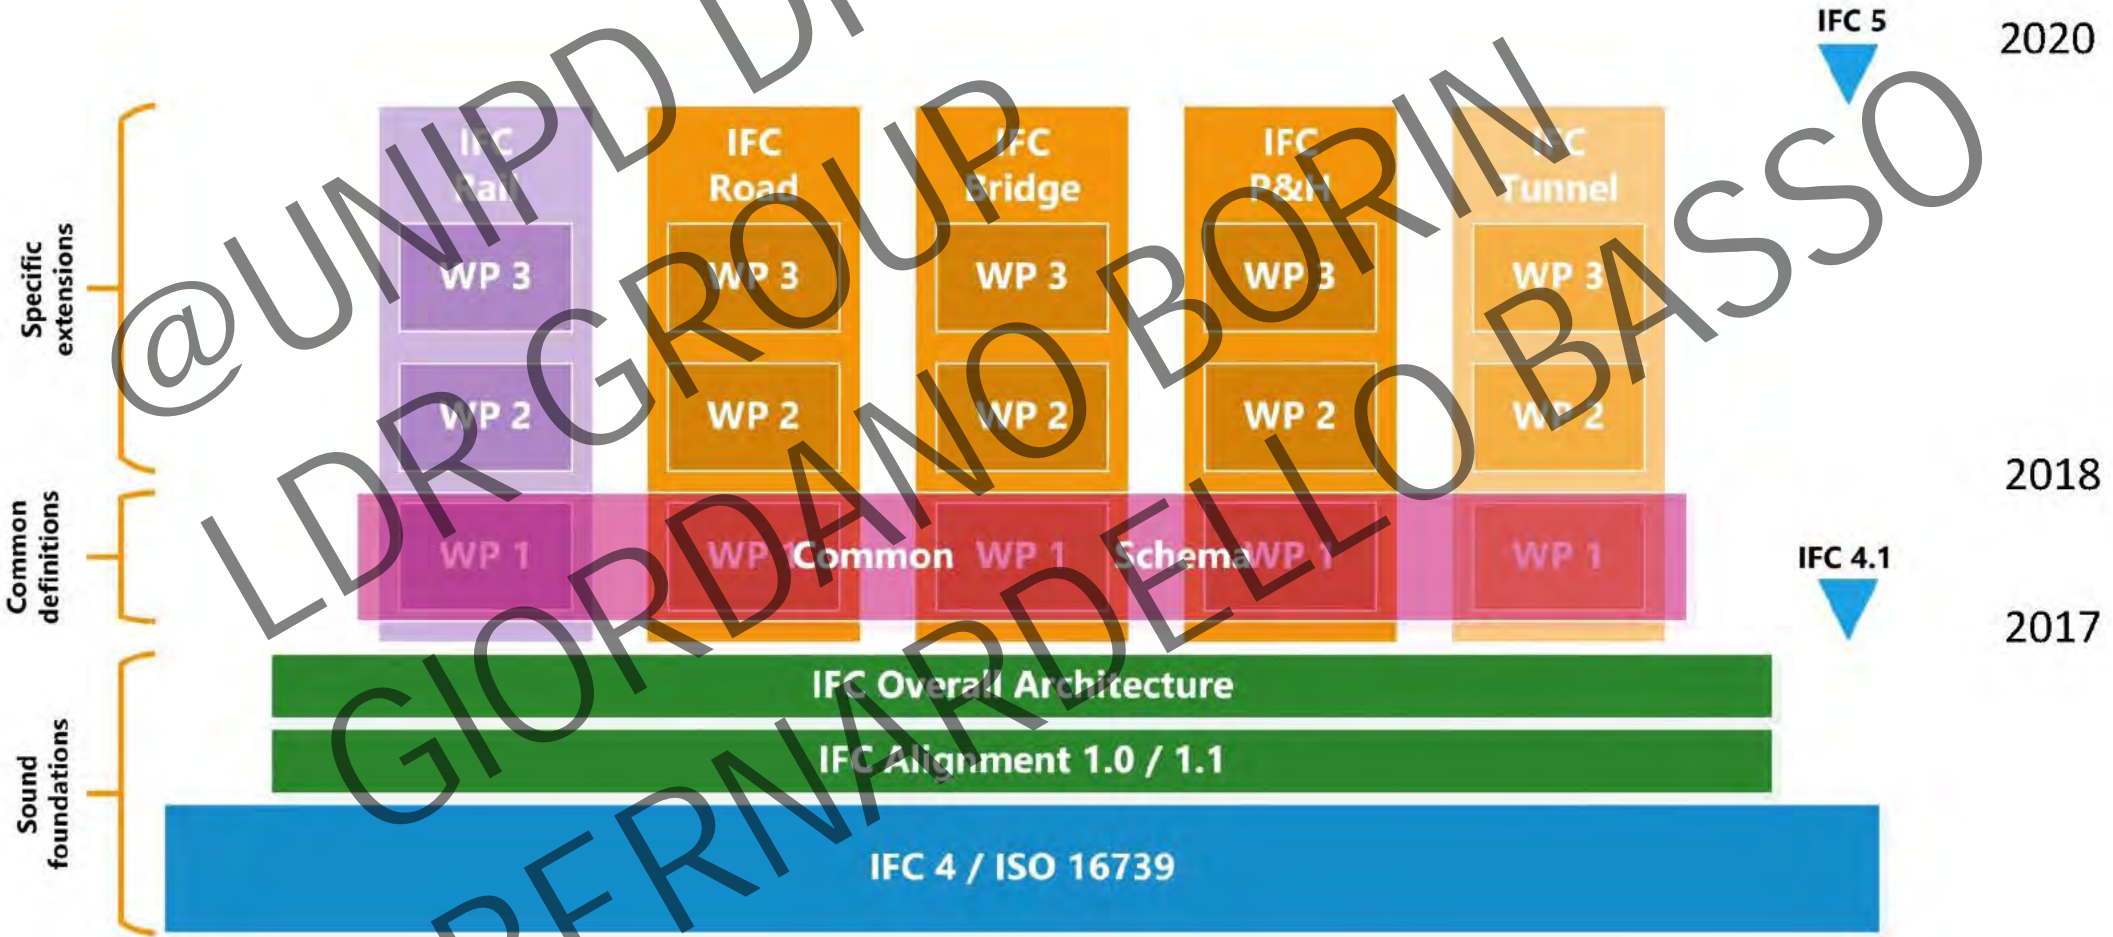 IFC 5
2020
IFC
Rail
IFC
Road
IFC
Bridge
IFC
P&H
IFC
Tunnel
Specific
extensions
WP 3
WP 3
WP 3
WP 3
WP 3
WP 2
WP 2
WP 2
WP 2
WP 2
2018
Common
definitions
WP 1
WP 1
WP 1
WP 1
WP 1
Common Schema
IFC 4.1
2017
Sound
foundations
IFC Overall Architecture
IFC Alignment 1.0 / 1.1
IFC 4 / ISO 16739
@UNIPD
LDR GROUP
GIORDANO BORIN
BERNARDELLO BASSO